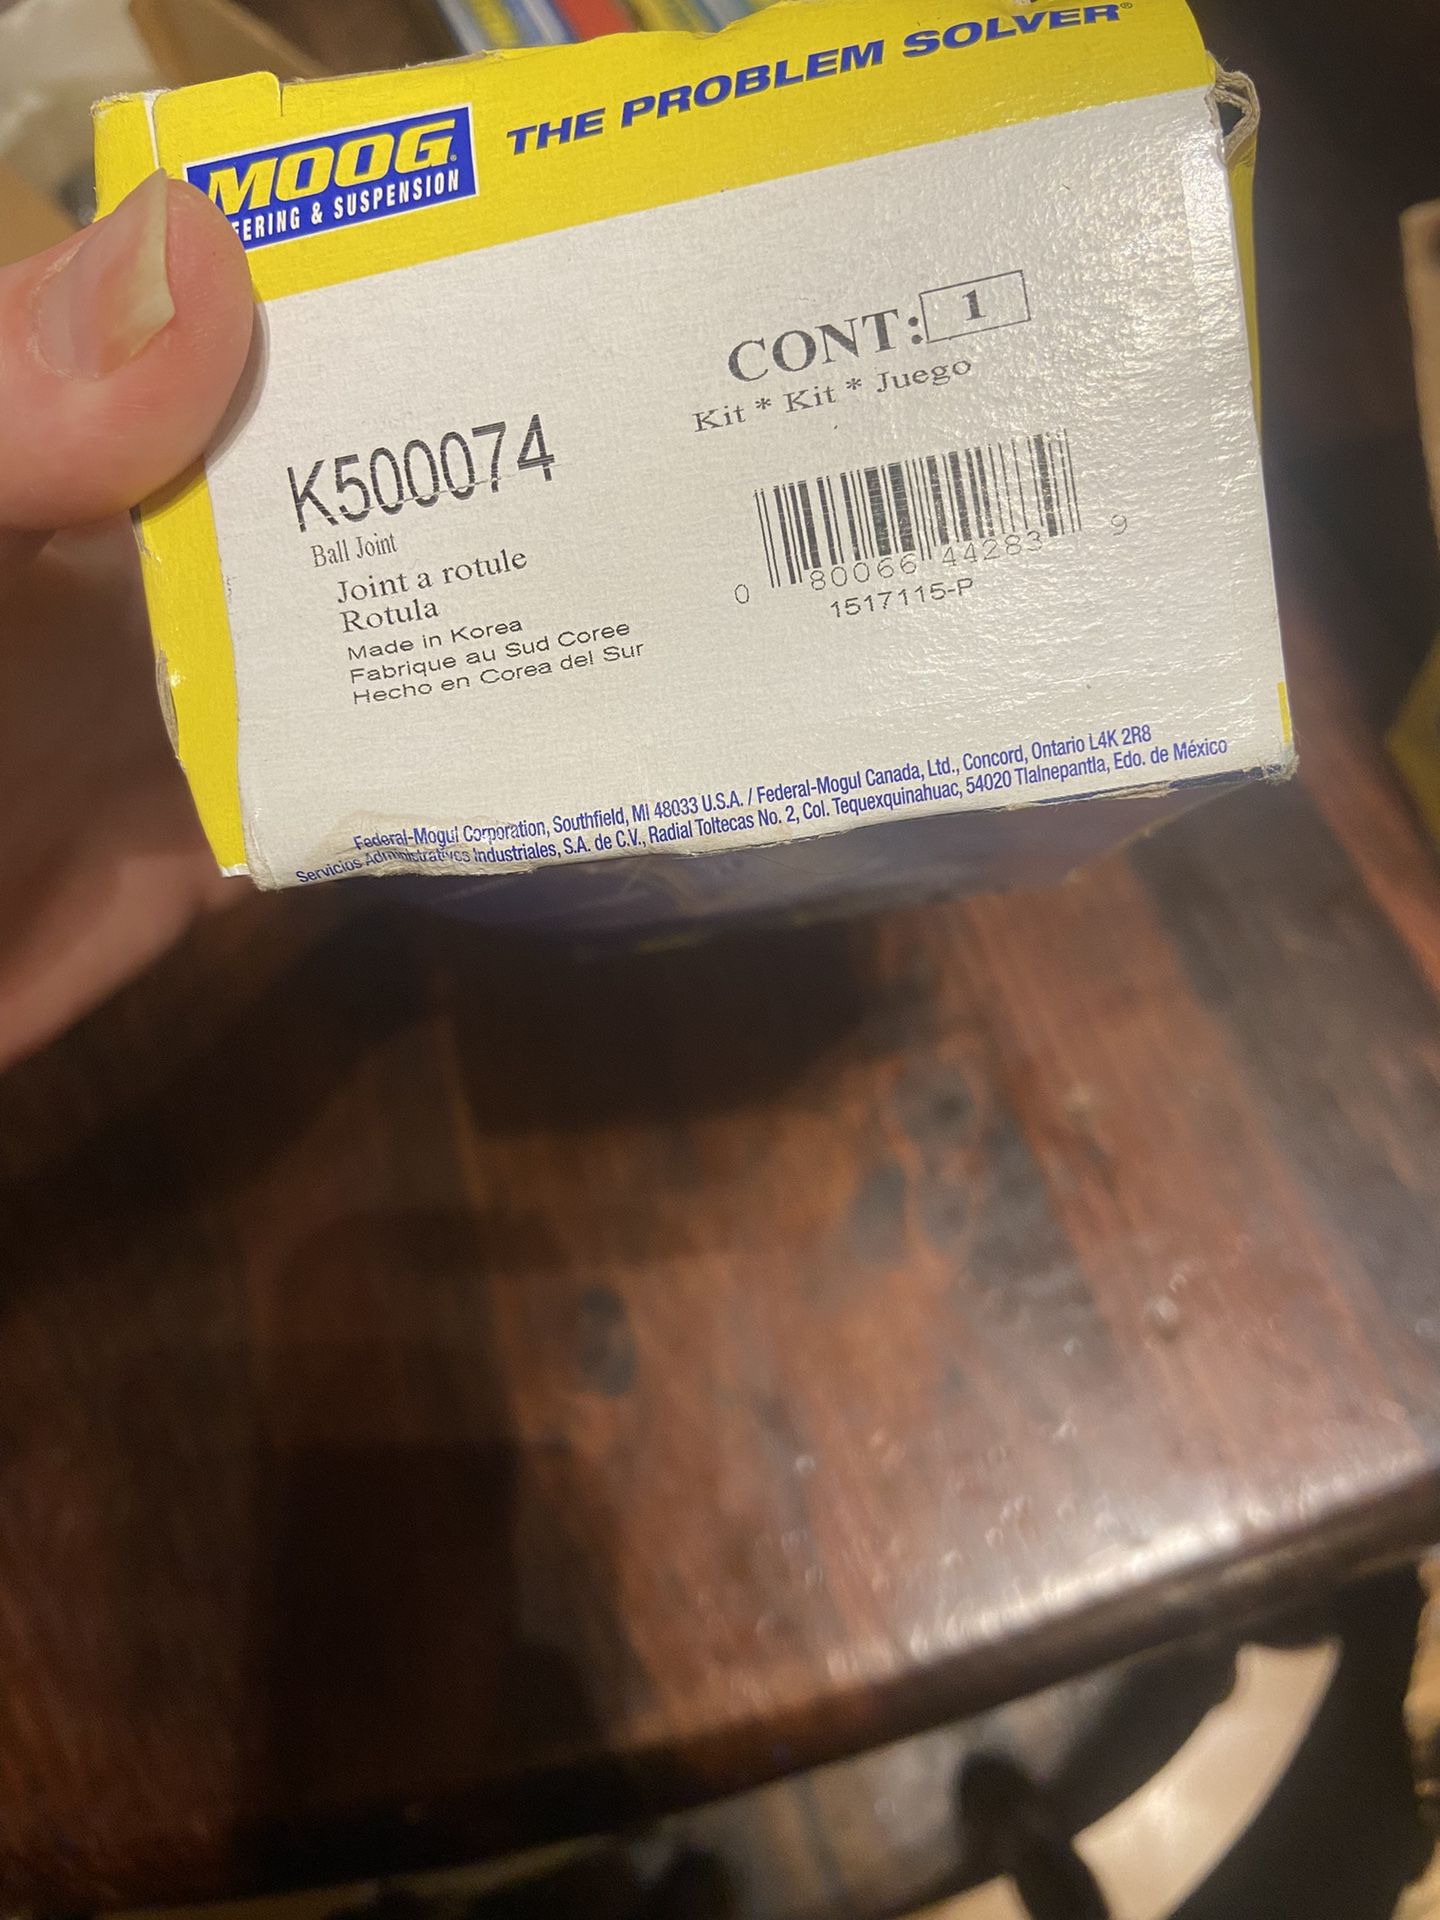 THE PROBLEM SOLVER®
MOOG®
ERING & SUSPENSION
CONT: 1
Kit * Kit * Juego
K500074
Ball Joint
Joint a rotule
Rotula
Made in Korea
Fabrique au Sud Coree
Hecho en Corea del Sur
0 80066 44283 9
1517115-P
Federal-Mogul Corporation, Southfield, MI 48033 U.S.A. / Federal-Mogul Canada, Ltd., Concord, Ontario L4K 2R8
Servicios Administrativos Industriales, S.A. de C.V., Radial Toltecas No. 2, Col. Tequexquinahuac, 54020 Tlalnepantla, Edo. de México